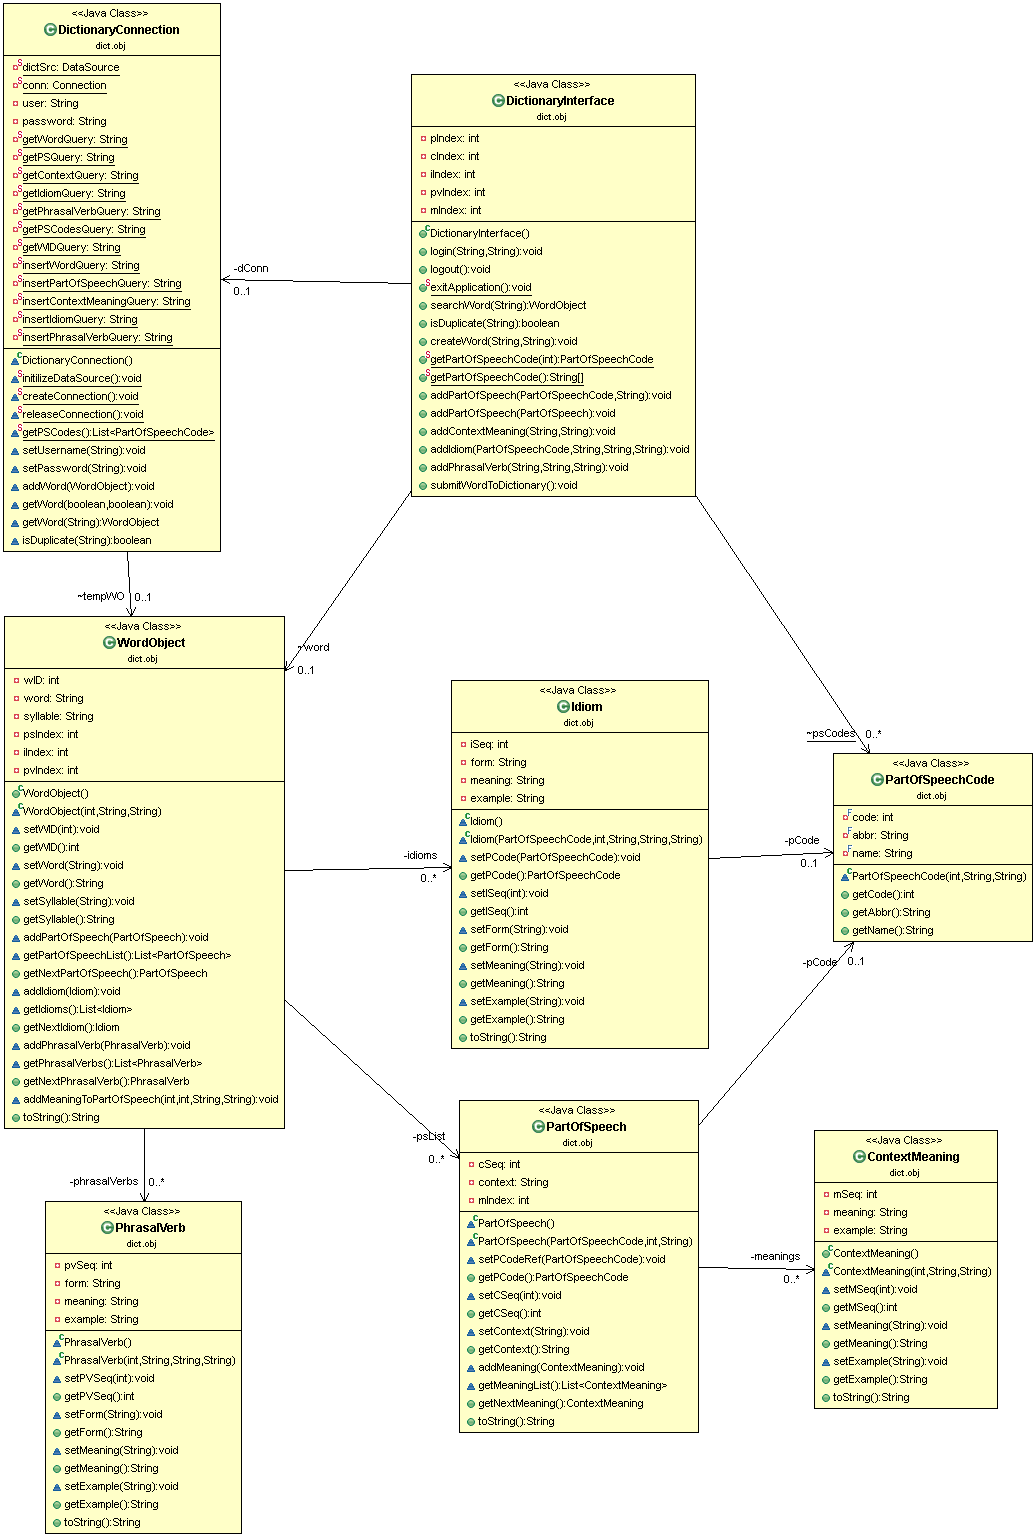 <<Java Class>>
DictionaryConnection
dict.obj
dictSrc: DataSource
conn: Connection
user: String
password: String
getWordQuery: String
getPSQuery: String
getContextQuery: String
getIdiomQuery: String
getPhrasalVerbQuery: String
getPSCodesQuery: String
getWIDQuery: String
insertWordQuery: String
insertPartOfSpeechQuery: String
insertContextMeaningQuery: String
insertIdiomQuery: String
insertPhrasalVerbQuery: String
DictionaryConnection()
initilizeDataSource():void
createConnection():void
releaseConnection():void
getPSCodes():List<PartOfSpeechCode>
setUsername(String):void
setPassword(String):void
addWord(WordObject):void
getWord(boolean,boolean):void
getWord(String):WordObject
isDuplicate(String):boolean
<<Java Class>>
DictionaryInterface
dict.obj
pIndex: int
cIndex: int
iIndex: int
pvIndex: int
mIndex: int
DictionaryInterface()
login(String,String):void
logout():void
exitApplication():void
searchWord(String):WordObject
isDuplicate(String):boolean
createWord(String,String):void
getPartOfSpeechCode(int):PartOfSpeechCode
getPartOfSpeechCode():String[]
addPartOfSpeech(PartOfSpeechCode,String):void
addPartOfSpeech(PartOfSpeech):void
addContextMeaning(String,String):void
addIdiom(PartOfSpeechCode,String,String,String):void
addPhrasalVerb(String,String,String):void
submitWordToDictionary():void
-dConn
0..1
~tempWO
0..1
~word
0..1
~psCodes
0..*
<<Java Class>>
WordObject
dict.obj
wID: int
word: String
syllable: String
psIndex: int
iIndex: int
pvIndex: int
WordObject()
WordObject(int,String,String)
setWID(int):void
getWID():int
setWord(String):void
getWord():String
setSyllable(String):void
getSyllable():String
addPartOfSpeech(PartOfSpeech):void
getPartOfSpeechList():List<PartOfSpeech>
getNextPartOfSpeech():PartOfSpeech
addIdiom(Idiom):void
getIdioms():List<Idiom>
getNextIdiom():Idiom
addPhrasalVerb(PhrasalVerb):void
getPhrasalVerbs():List<PhrasalVerb>
getNextPhrasalVerb():PhrasalVerb
addMeaningToPartOfSpeech(int,int,String,String):void
toString():String
<<Java Class>>
Idiom
dict.obj
iSeq: int
form: String
meaning: String
example: String
Idiom()
Idiom(PartOfSpeechCode,int,String,String,String)
setPCode(PartOfSpeechCode):void
getPCode():PartOfSpeechCode
setISeq(int):void
getISeq():int
setForm(String):void
getForm():String
setMeaning(String):void
getMeaning():String
setExample(String):void
getExample():String
toString():String
<<Java Class>>
PartOfSpeechCode
dict.obj
code: int
abbr: String
name: String
PartOfSpeechCode(int,String,String)
getCode():int
getAbbr():String
getName():String
-idioms
0..*
-pCode
0..1
-pCode
0..1
-psList
0..*
-phrasalVerbs
0..*
<<Java Class>>
PartOfSpeech
dict.obj
cSeq: int
context: String
mIndex: int
PartOfSpeech()
PartOfSpeech(PartOfSpeechCode,int,String)
setPCodeRef(PartOfSpeechCode):void
getPCode():PartOfSpeechCode
setCSeq(int):void
getCSeq():int
setContext(String):void
getContext():String
addMeaning(ContextMeaning):void
getMeaningList():List<ContextMeaning>
getNextMeaning():ContextMeaning
toString():String
-meanings
0..*
<<Java Class>>
ContextMeaning
dict.obj
mSeq: int
meaning: String
example: String
ContextMeaning()
ContextMeaning(int,String,String)
setMSeq(int):void
getMSeq():int
setMeaning(String):void
getMeaning():String
setExample(String):void
getExample():String
toString():String
<<Java Class>>
PhrasalVerb
dict.obj
pvSeq: int
form: String
meaning: String
example: String
PhrasalVerb()
PhrasalVerb(int,String,String,String)
setPVSeq(int):void
getPVSeq():int
setForm(String):void
getForm():String
setMeaning(String):void
getMeaning():String
setExample(String):void
getExample():String
toString():String